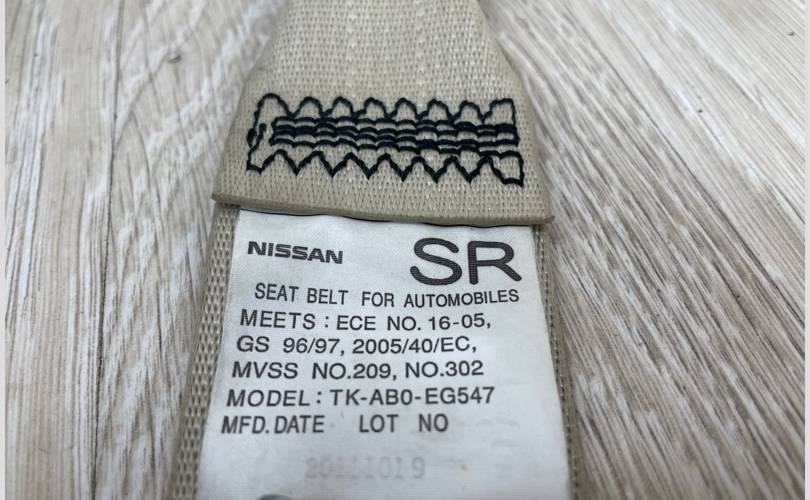 NISSAN SR
SEAT BELT FOR AUTOMOBILES
MEETS : ECE NO. 16-05,
GS 96/97, 2005/40/EC,
MVSS NO.209, NO.302
MODEL : TK-AB0-EG547
MFD. DATE LOT NO